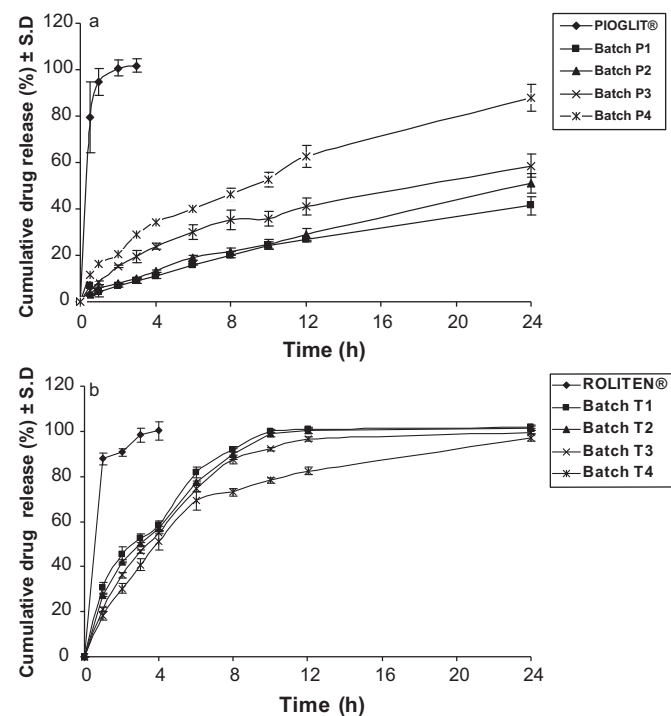 a
Cumulative drug release (%) ± S.D
120
100
80
60
40
20
0
0 4 8 12 16 20 24
Time (h)
PIOGLIT®
Batch P1
Batch P2
Batch P3
Batch P4
b
Cumulative drug release (%) ± S.D
120
100
80
60
40
20
0
0 4 8 12 16 20 24
Time (h)
ROLITEN®
Batch T1
Batch T2
Batch T3
Batch T4